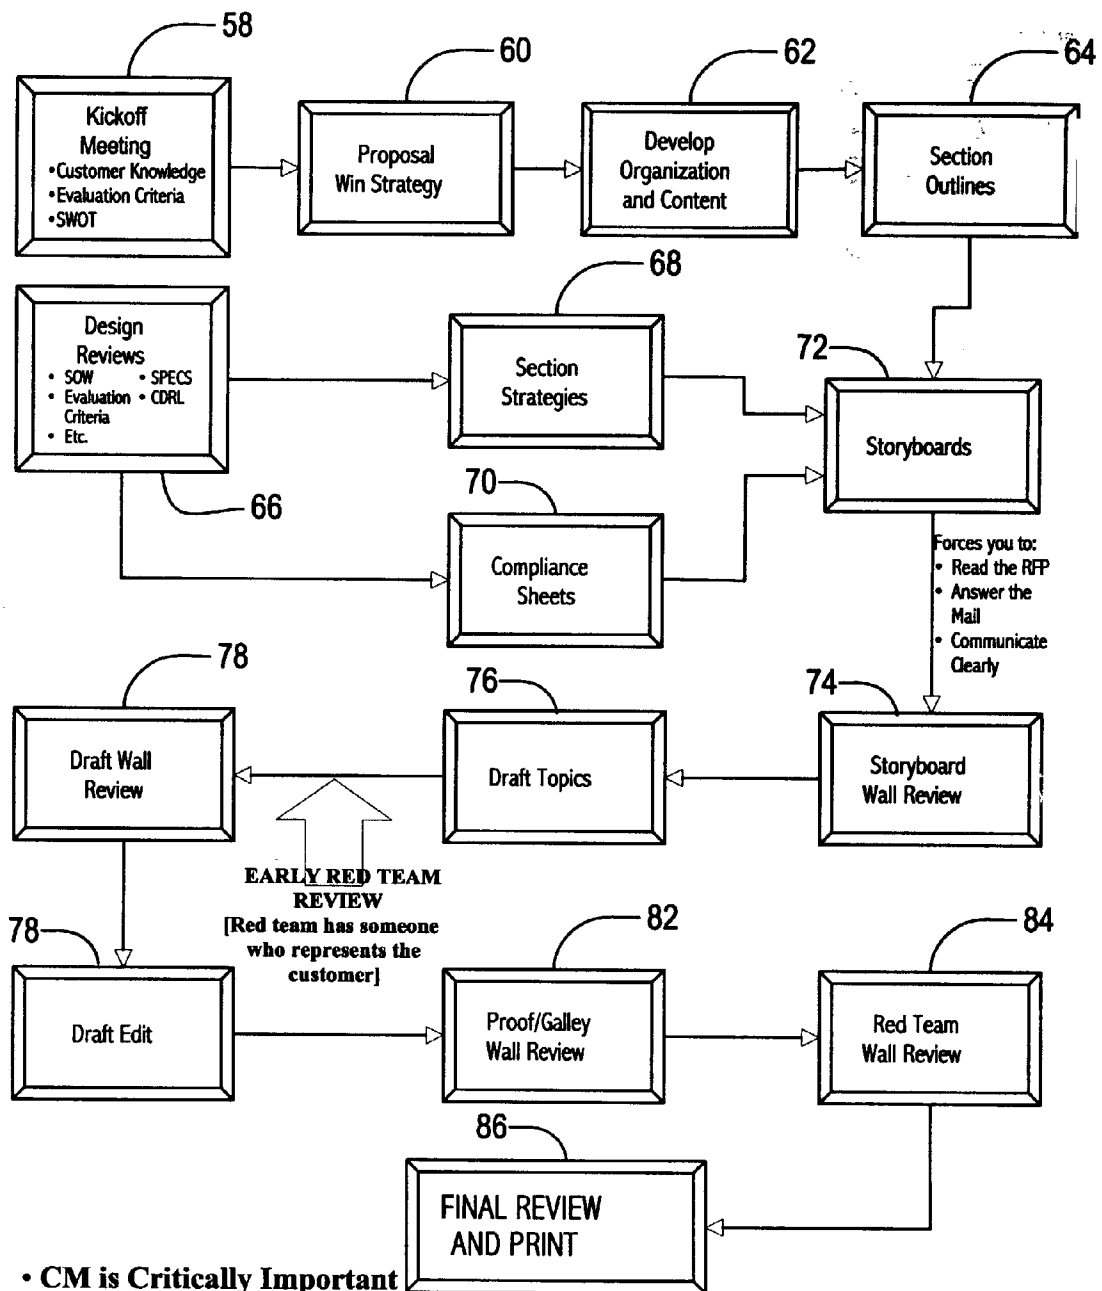 58
60
62
64
Kickoff
Meeting
•Customer Knowledge
•Evaluation Criteria
•SWOT
Proposal
Win Strategy
Develop
Organization
and Content
Section
Outlines
68
72
Design
Reviews
• SOW • SPECS
• Evaluation • CDRL
Criteria
• Etc.
Section
Strategies
Storyboards
66
70
Compliance
Sheets
Forces you to:
• Read the RFP
• Answer the
Mail
• Communicate
Clearly
78
76
74
Draft Wall
Review
Draft Topics
Storyboard
Wall Review
EARLY RED TEAM
REVIEW
[Red team has someone
who represents the
customer]
78
82
84
Draft Edit
Proof/Galley
Wall Review
Red Team
Wall Review
86
FINAL REVIEW
AND PRINT
• CM is Critically Important